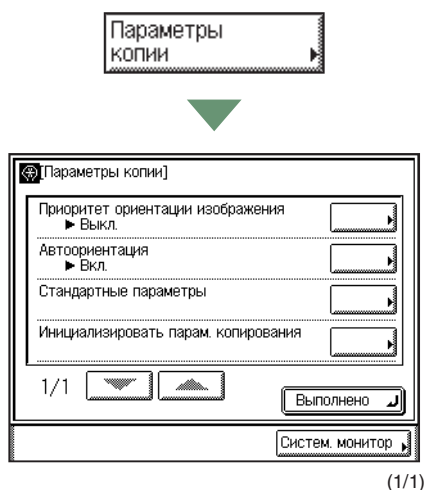 Параметры
копии
[Параметры копии]
Приоритет ориентации изображения
► Выкл.
Автоориентация
► Вкл.
Стандартные параметры
Инициализировать парам. копирования
1/1
Выполнено
Систем. монитор
(1/1)